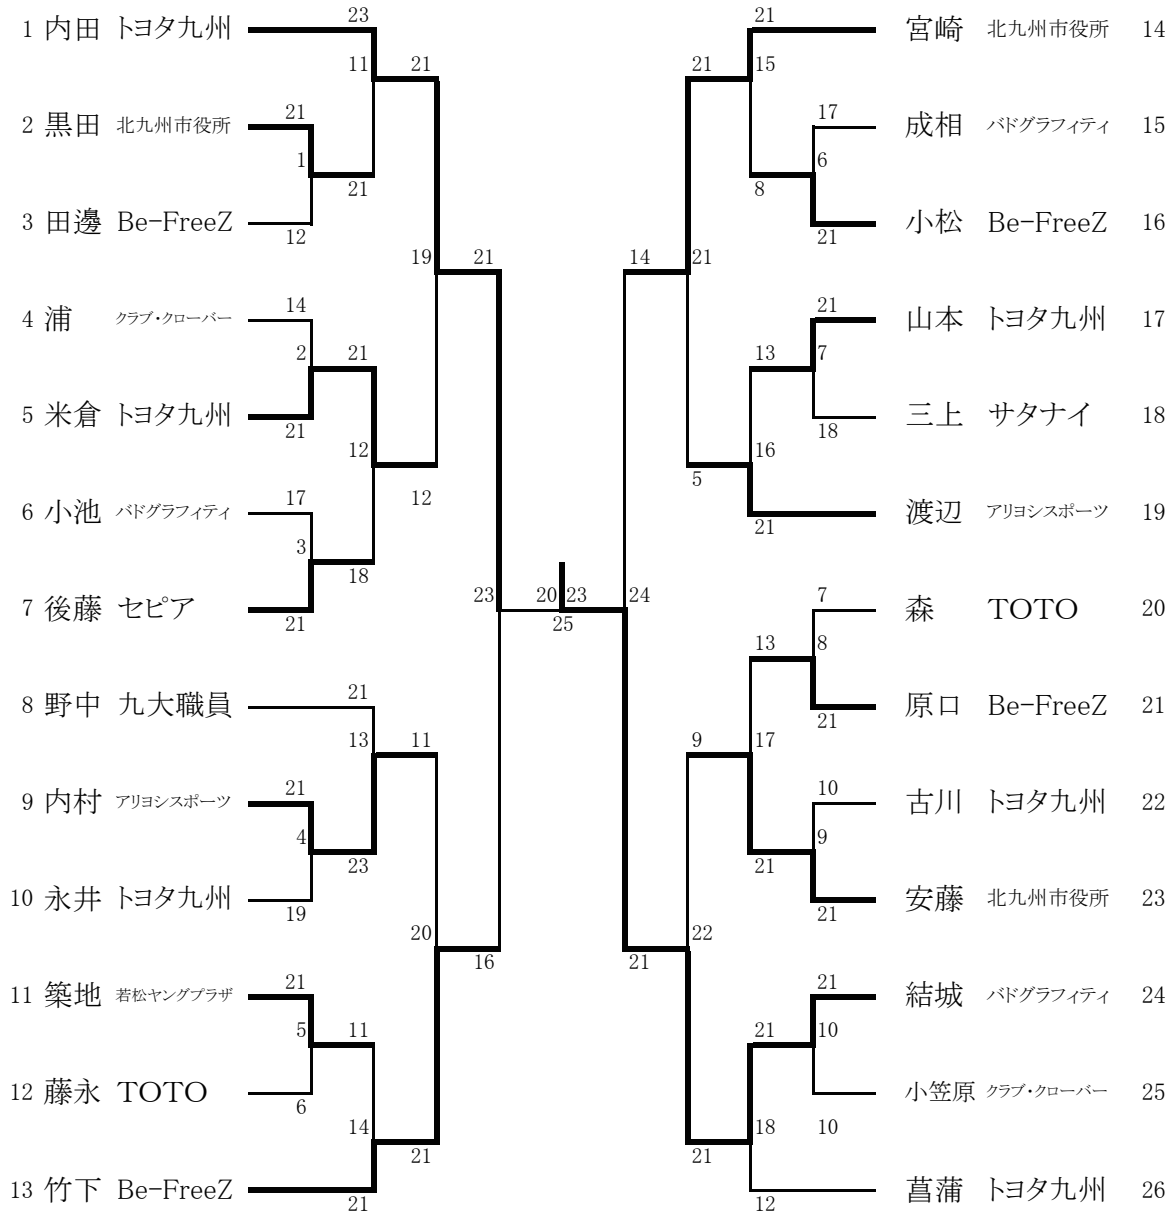 23
21
1 内田 トヨタ九州
宮崎 北九州市役所 14
11 21
21 15
21
17
2 黒田 北九州市役所
成相 バドグラフィティ 15
1
6
21
8
3 田邊 Be-FreeZ
小松 Be-FreeZ 16
12
21
19 21
14 21
14
21
4 浦 クラブ・クローバー
山本 トヨタ九州 17
2 21
13 7
5 米倉 トヨタ九州
三上 サタナイ 18
21
18
12
16
17 12
5
6 小池 バドグラフィティ
渡辺 アリヨシスポーツ 19
21
3
18
7 後藤 セピア
23 20 23 24
7
森 TOTO 20
21
25
13 8
21
8 野中 九大職員
原口 Be-FreeZ 21
21
13 11
9 17
21
10
9 内村 アリヨシスポーツ
古川 トヨタ九州 22
4
9
23
21
10 永井 トヨタ九州
安藤 北九州市役所 23
19
21
20
22
16
21
21
21
11 築地 若松ヤングプラザ
結城 バドグラフィティ 24
5 11
21 10
12 藤永 TOTO
小笠原 クラブ・クローバー 25
6
14
18 10
21
21
13 竹下 Be-FreeZ
菖蒲 トヨタ九州 26
21
12